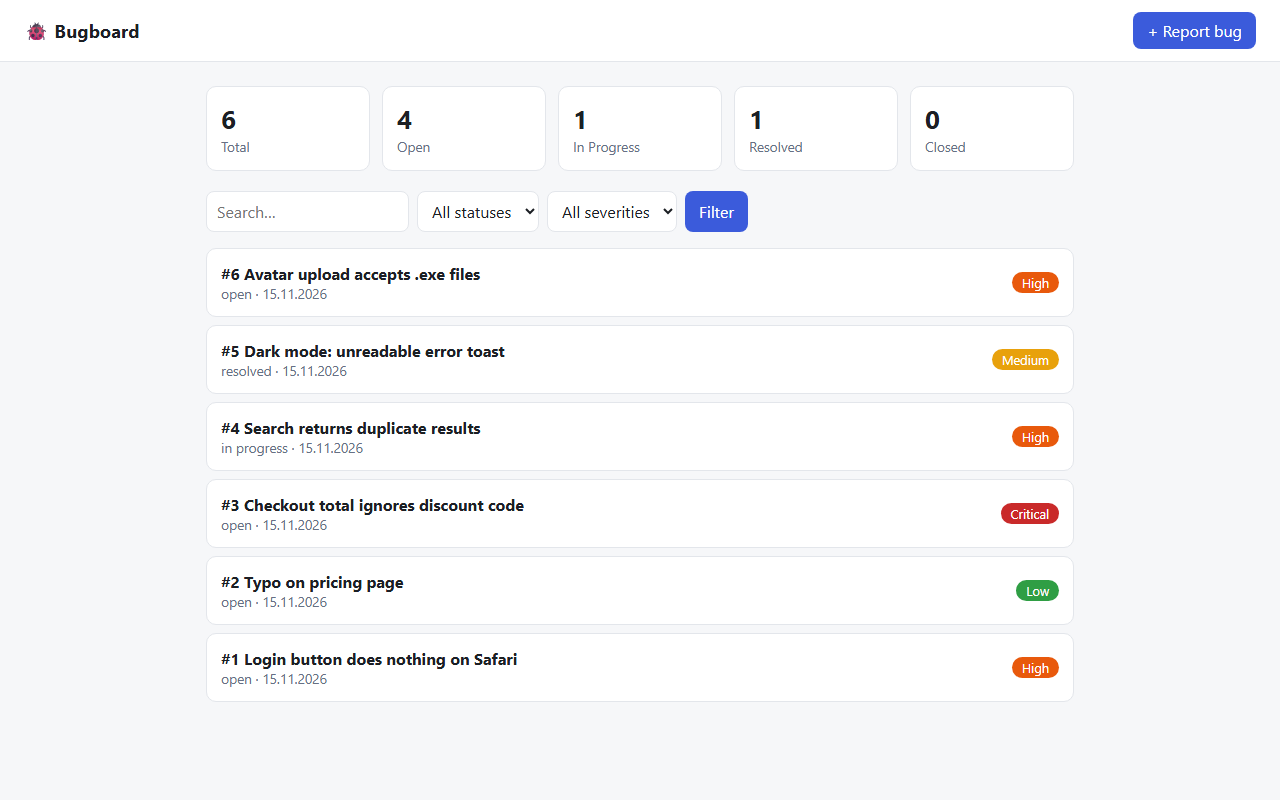 Bugboard
+ Report bug
6
Total
4
Open
1
In Progress
1
Resolved
0
Closed
Search...
All statuses
All severities
Filter
#6 Avatar upload accepts .exe files
open · 15.11.2026
High
#5 Dark mode: unreadable error toast
resolved · 15.11.2026
Medium
#4 Search returns duplicate results
in progress · 15.11.2026
High
#3 Checkout total ignores discount code
open · 15.11.2026
Critical
#2 Typo on pricing page
open · 15.11.2026
Low
#1 Login button does nothing on Safari
open · 15.11.2026
High